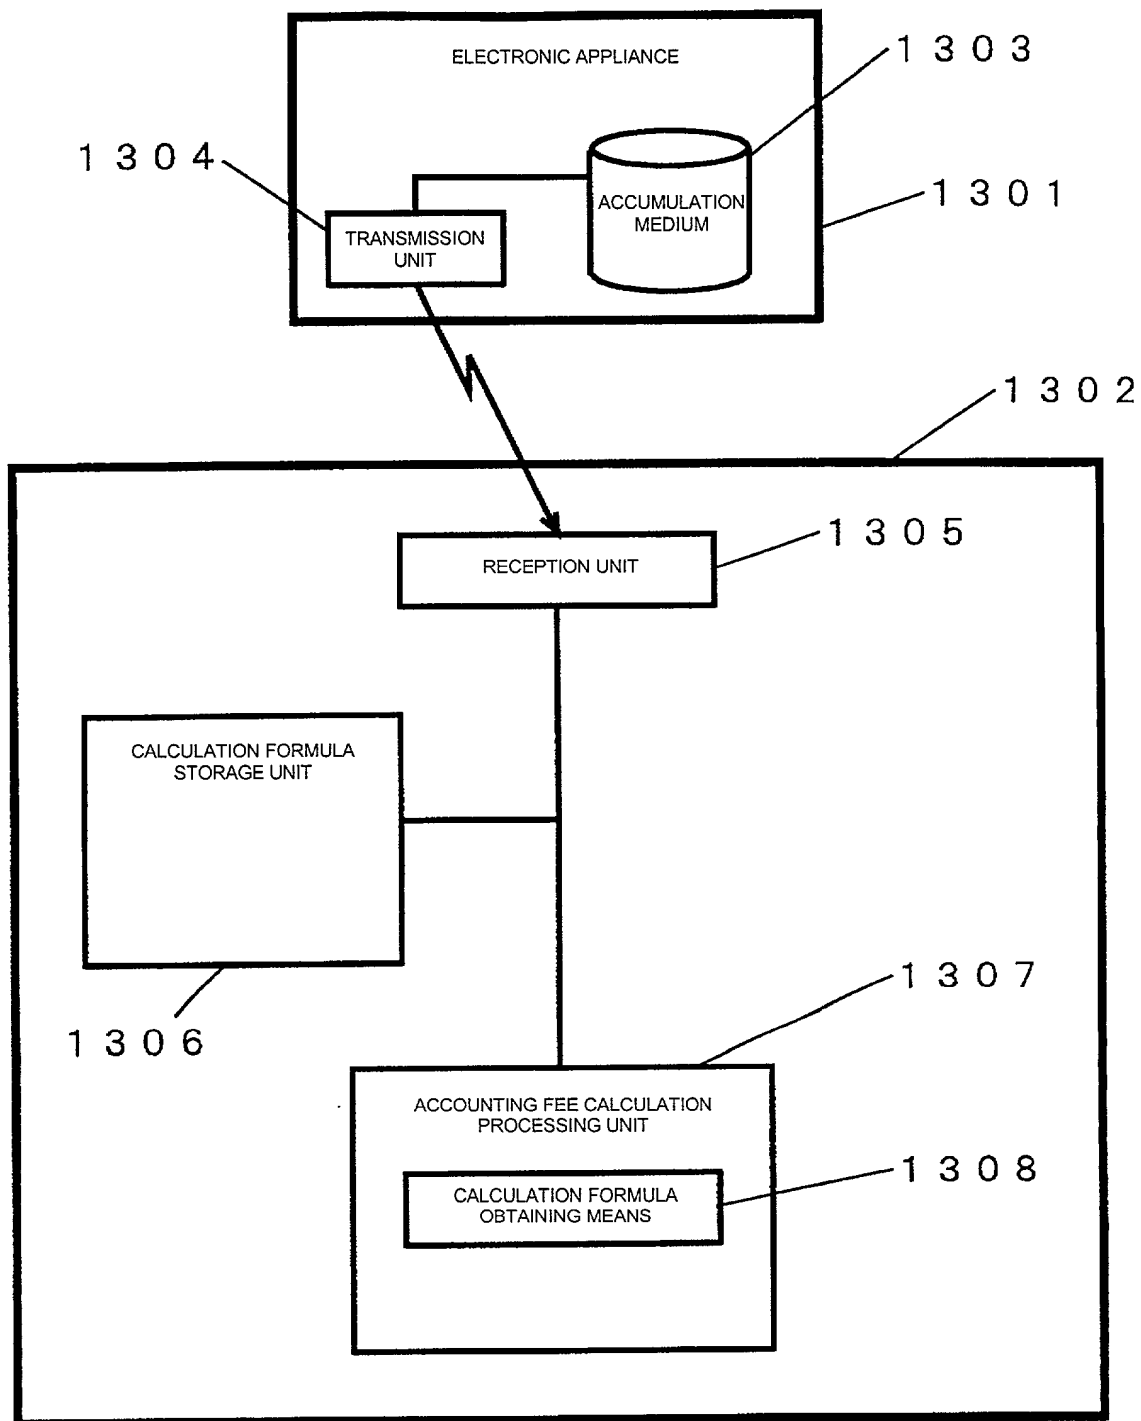 ELECTRONIC APPLIANCE
1303
1304
ACCUMULATION
MEDIUM
1301
TRANSMISSION
UNIT
1302
1305
RECEPTION UNIT
CALCULATION FORMULA
STORAGE UNIT
1307
1306
ACCOUNTING FEE CALCULATION
PROCESSING UNIT
1308
CALCULATION FORMULA
OBTAINING MEANS